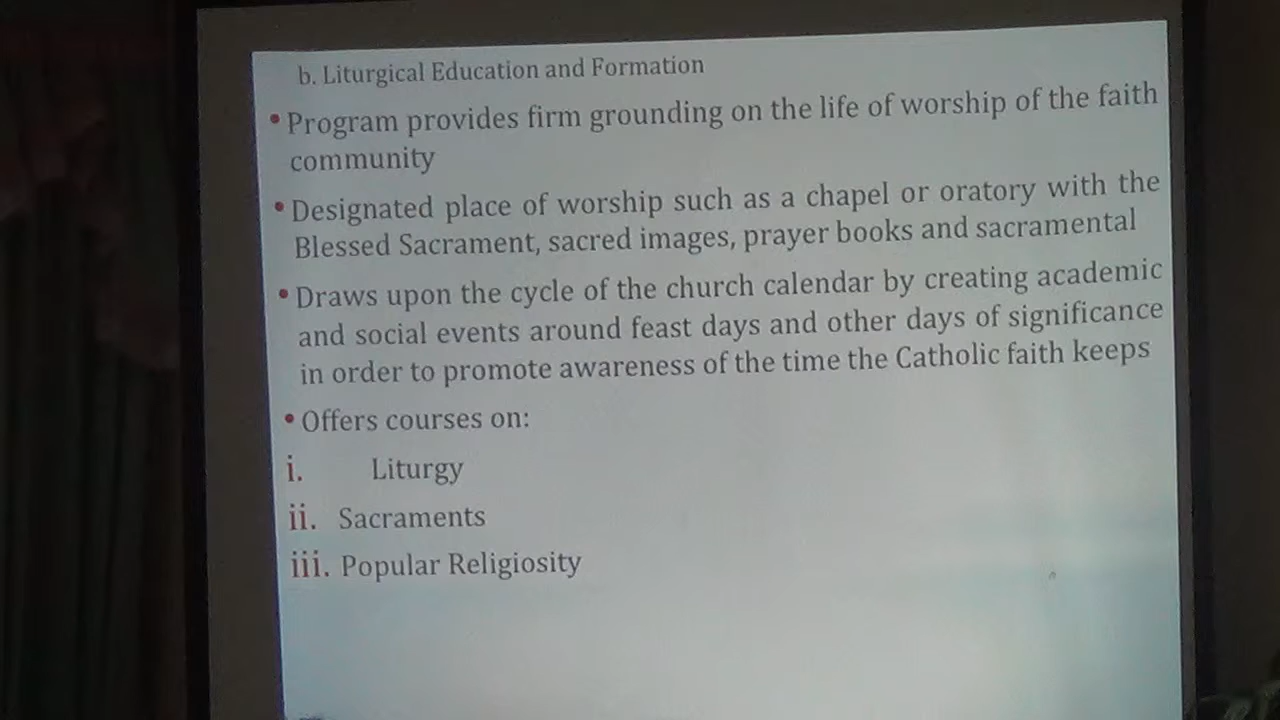 b. Liturgical Education and Formation
• Program provides firm grounding on the life of worship of the faith
community
• Designated place of worship such as a chapel or oratory with the
Blessed Sacrament, sacred images, prayer books and sacramental
• Draws upon the cycle of the church calendar by creating academic
and social events around feast days and other days of significance
in order to promote awareness of the time the Catholic faith keeps
• Offers courses on:
i. Liturgy
ii. Sacraments
iii. Popular Religiosity